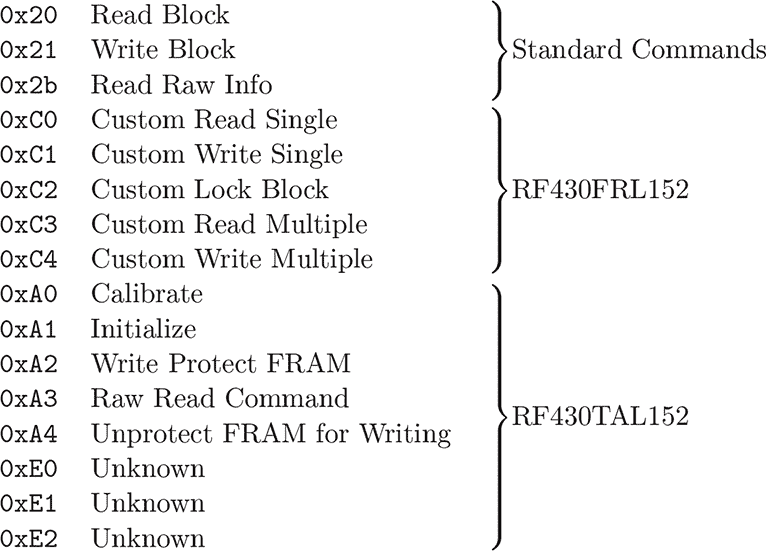 0x20 Read Block
0x21 Write Block
0x2b Read Raw Info
Standard Commands
0xC0 Custom Read Single
0xC1 Custom Write Single
0xC2 Custom Lock Block
0xC3 Custom Read Multiple
0xC4 Custom Write Multiple
RF430FRL152
0xA0 Calibrate
0xA1 Initialize
0xA2 Write Protect FRAM
0xA3 Raw Read Command
0xA4 Unprotect FRAM for Writing
0xE0 Unknown
0xE1 Unknown
0xE2 Unknown
RF430TAL152